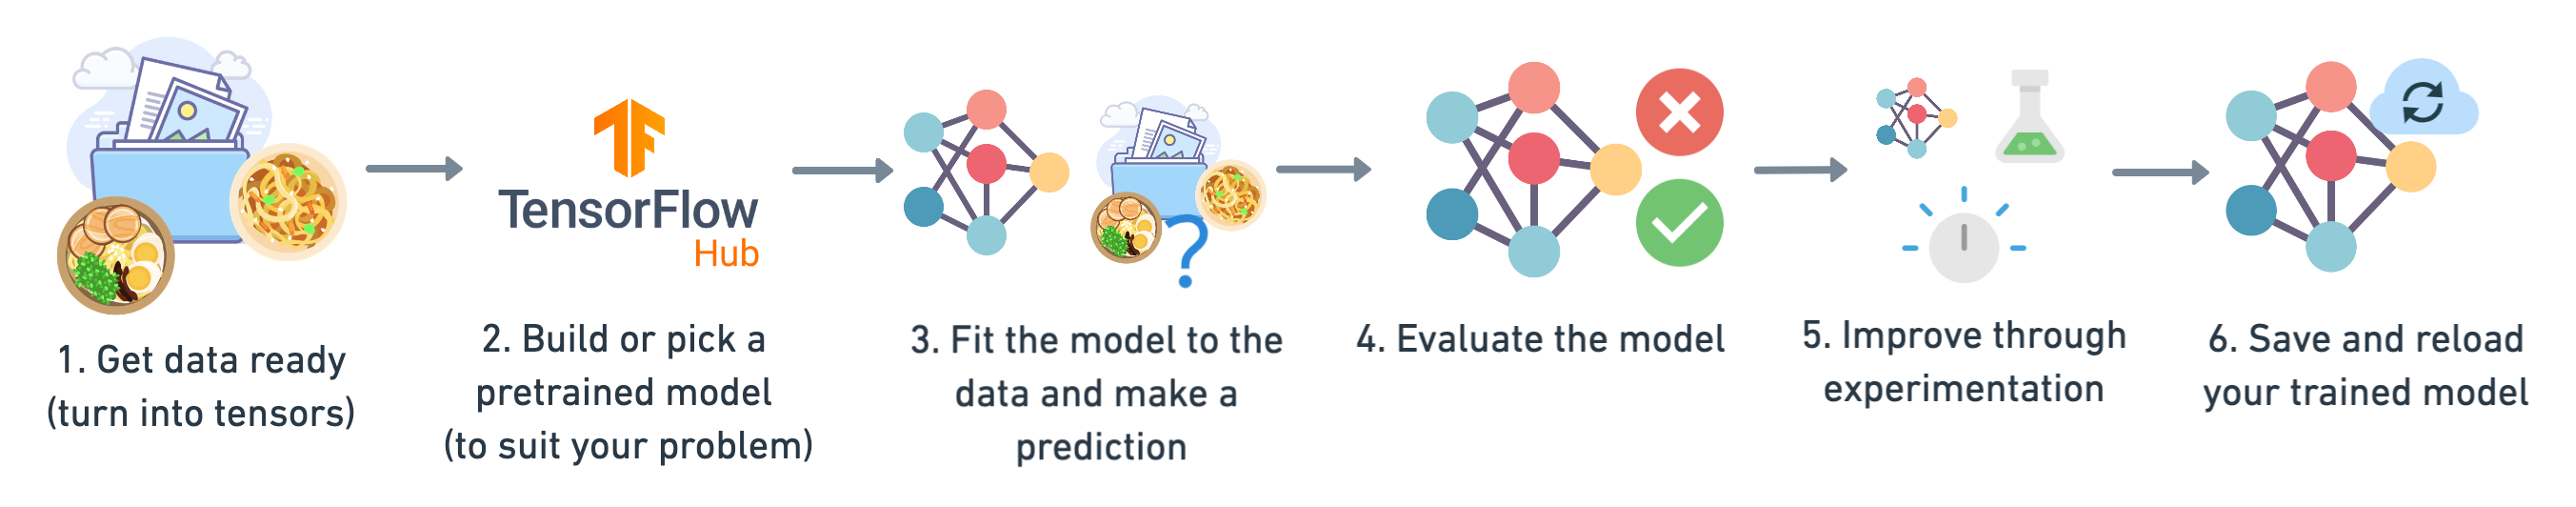 TensorFlow
Hub
1. Get data ready
(turn into tensors)
2. Build or pick a
pretrained model
(to suit your problem)
3. Fit the model to the
data and make a
prediction
4. Evaluate the model
5. Improve through
experimentation
6. Save and reload
your trained model